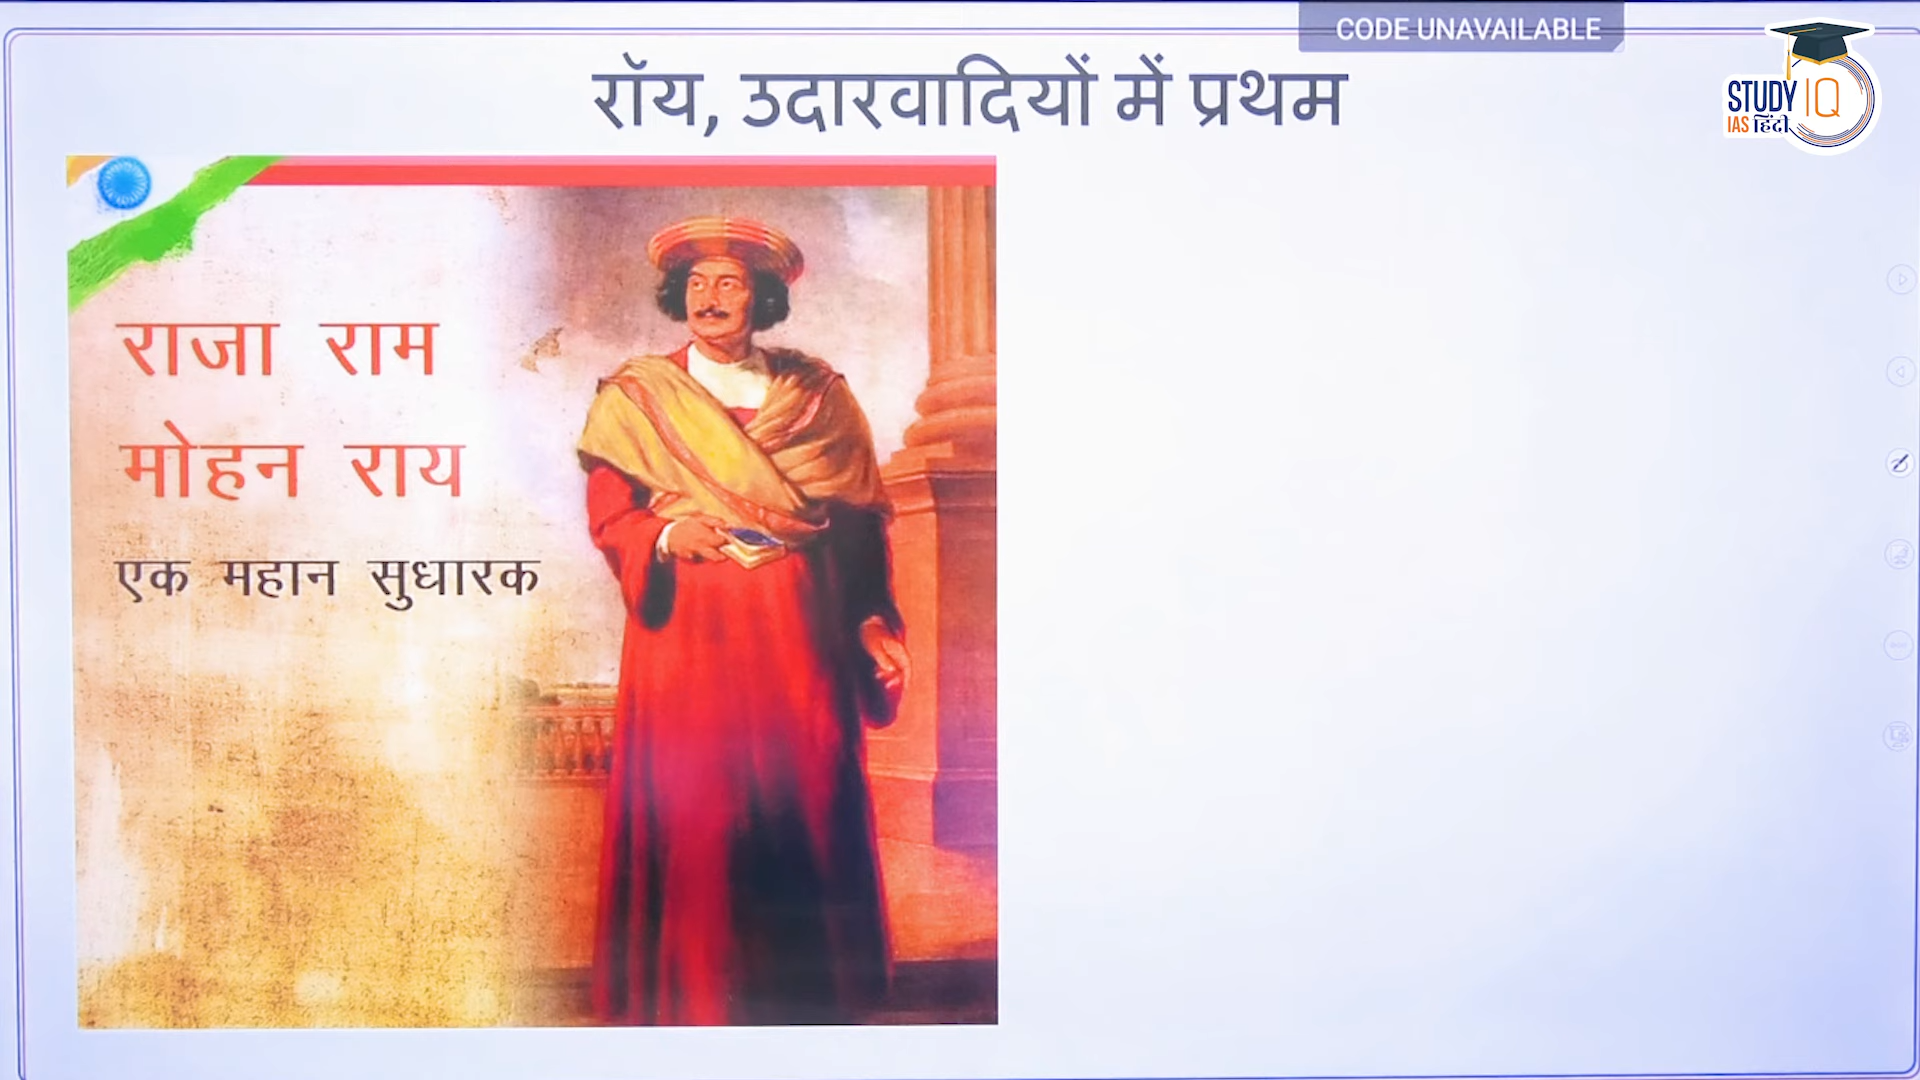 CODE UNAVAILABLE
रॉय, उदारवादियों में प्रथम
STUDY IQ
IAS हिंदी
राजा राम
मोहन राय
एक महान सुधारक